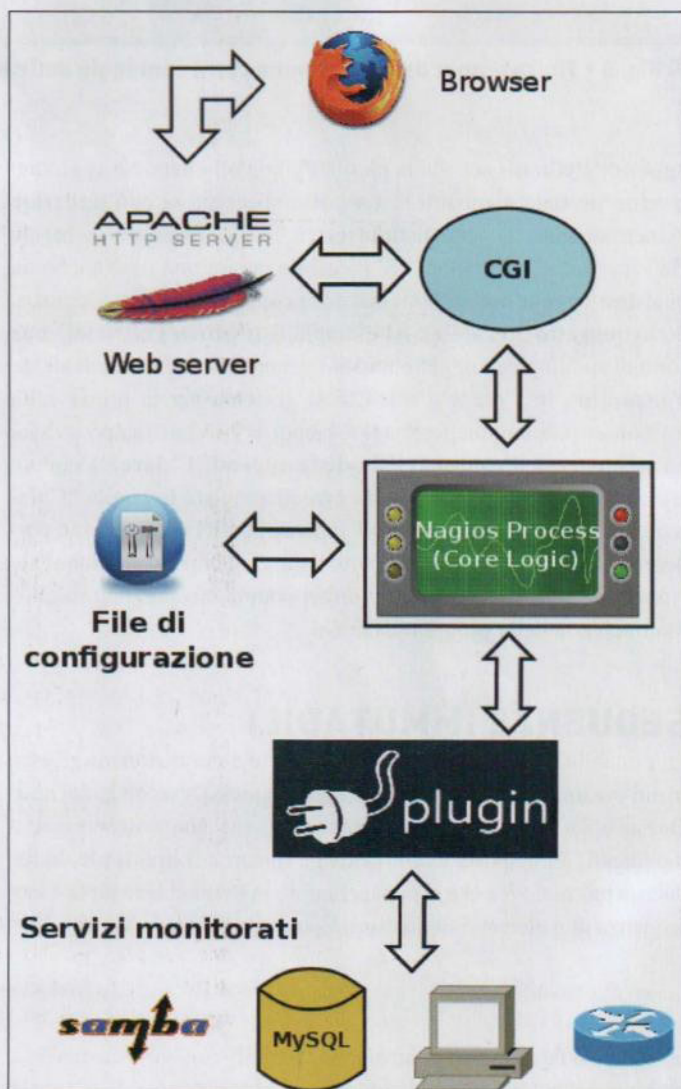 Browser
APACHE
HTTP SERVER
CGI
Web server
Nagios Process
(Core Logic)
File di
configurazione
plugin
Servizi monitorati
samba
MySQL